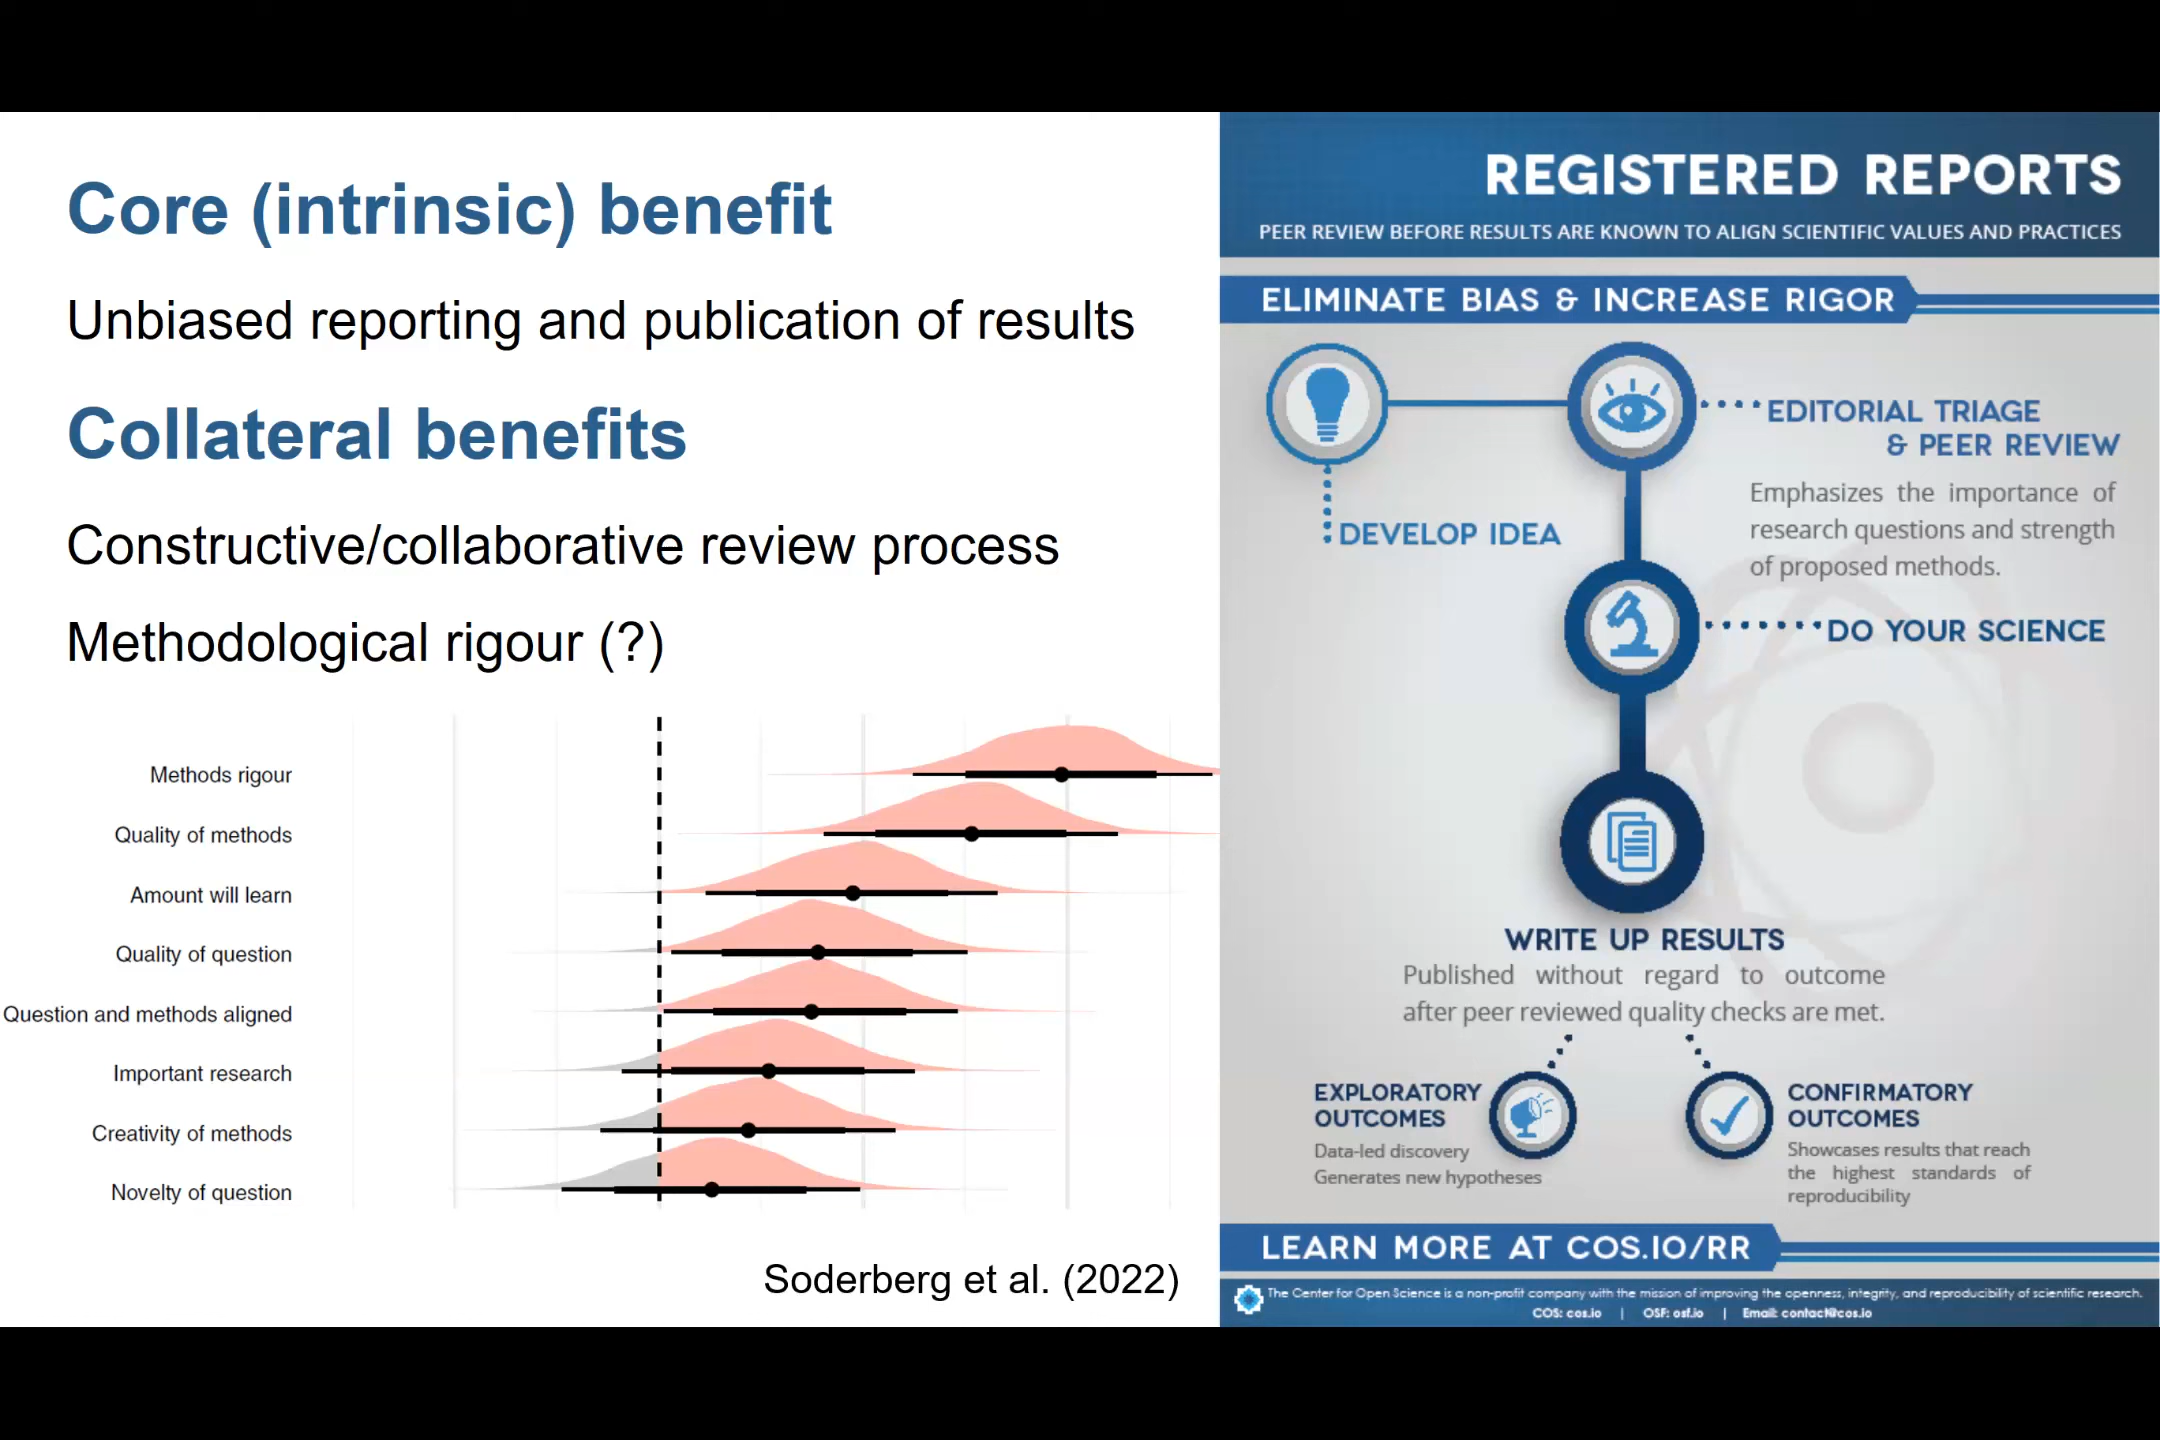 Core (intrinsic) benefit
Unbiased reporting and publication of results
Collateral benefits
Constructive/collaborative review process
Methodological rigour (?)
Methods rigour
Quality of methods
Amount will learn
Quality of question
Question and methods aligned
Important research
Creativity of methods
Novelty of question
Soderberg et al. (2022)
REGISTERED REPORTS
PEER REVIEW BEFORE RESULTS ARE KNOWN TO ALIGN SCIENTIFIC VALUES AND PRACTICES
ELIMINATE BIAS & INCREASE RIGOR
DEVELOP IDEA
EDITORIAL TRIAGE
& PEER REVIEW
Emphasizes the importance of
research questions and strength
of proposed methods.
DO YOUR SCIENCE
WRITE UP RESULTS
Published without regard to outcome
after peer reviewed quality checks are met.
EXPLORATORY
OUTCOMES
Data-led discovery
Generates new hypotheses
CONFIRMATORY
OUTCOMES
Showcases results that reach
the highest standards of
reproducibility
LEARN MORE AT COS.IO/RR
The Center for Open Science is a non-profit company with the mission of improving the openness, integrity, and reproducibility of scientific research.
COS: cos.io | OSF: osf.io | Email: contact@cos.io